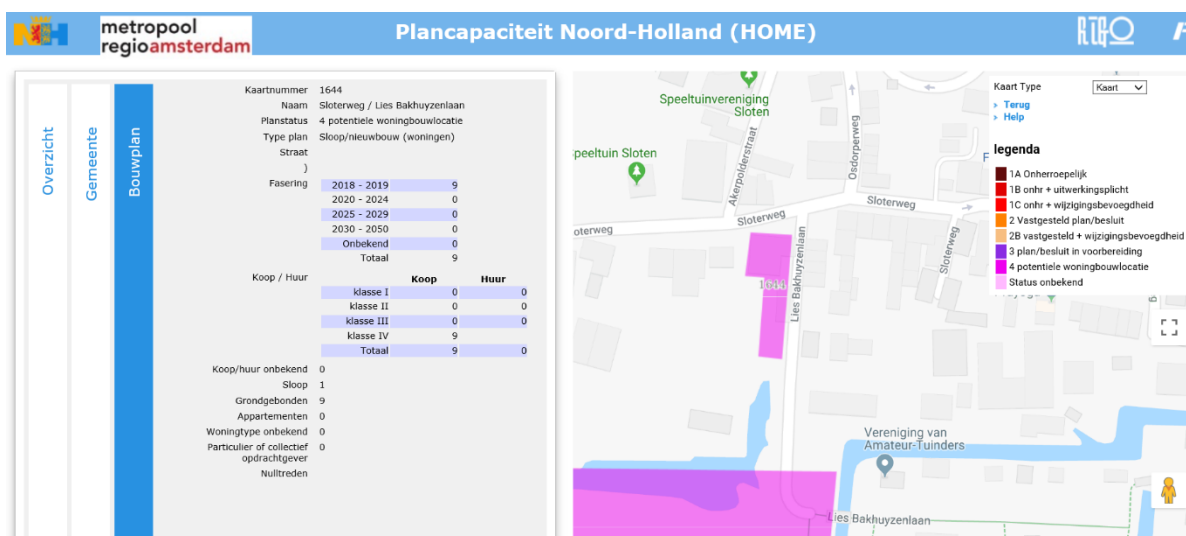 metropool
regioamsterdam
Plancapaciteit Noord-Holland (HOME)
RIGO
Overzicht
Gemeente
Bouwplan
Kaartnummer 1644
Naam Sloterweg / Lies Bakhuyzenlaan
Planstatus 4 potentiele woningbouwlocatie
Type plan Sloop/nieuwbouw (woningen)
Straat
)
Fasering 2018 - 2019 9
2020 - 2024 0
2025 - 2029 0
2030 - 2050 0
Onbekend 0
Totaal 9
Koop / Huur Koop Huur
klasse I 0 0
klasse II 0 0
klasse III 0 0
klasse IV 9
Totaal 9 0
Koop/huur onbekend 0
Sloop 1
Grondgebonden 9
Appartementen 0
Woningtype onbekend 0
Particulier of collectief 0
opdrachtgever
Nultreden
Speeltuinvereniging
Sloten
peeltuin Sloten
Akerpolderstraat
Osdorperweg
Sloterweg
Sloterweg
oterweg
Sloterweg
Lies Bakhuyzenlaan
1644
Vereniging van
Amateur-Tuinders
Lies Bakhuyzenlaan
Kaart Type Kaart
> Terug
> Help
legenda
1A Onherroepelijk
1B onhr + uitwerkingsplicht
1C onhr + wijzigingsbevoegdheid
2 Vastgesteld plan/besluit
2B vastgesteld + wijzigingsbevoegdheid
3 plan/besluit in voorbereiding
4 potentiele woningbouwlocatie
Status onbekend